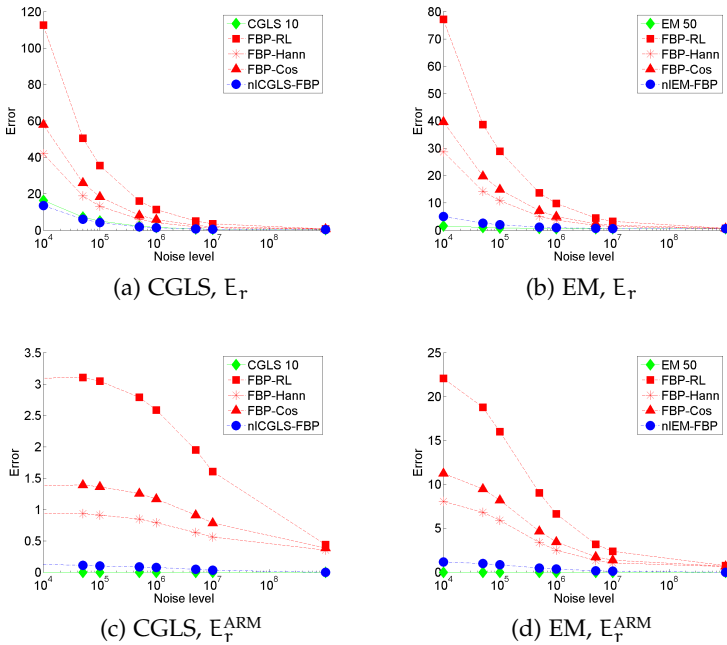 CGLS 10
FBP-RL
FBP-Hann
FBP-Cos
nlCGLS-FBP
Error
120
100
80
60
40
20
0
10^4 10^5 10^6 10^7 10^8
Noise level
(a) CGLS, E_r
EM 50
FBP-RL
FBP-Hann
FBP-Cos
nlEM-FBP
Error
80
70
60
50
40
30
20
10
0
10^4 10^5 10^6 10^7 10^8
Noise level
(b) EM, E_r
CGLS 10
FBP-RL
FBP-Hann
FBP-Cos
nlCGLS-FBP
Error
3.5
3
2.5
2
1.5
1
0.5
0
10^4 10^5 10^6 10^7 10^8
Noise level
(c) CGLS, E_r^ARM
EM 50
FBP-RL
FBP-Hann
FBP-Cos
nlEM-FBP
Error
25
20
15
10
5
0
10^4 10^5 10^6 10^7 10^8
Noise level
(d) EM, E_r^ARM